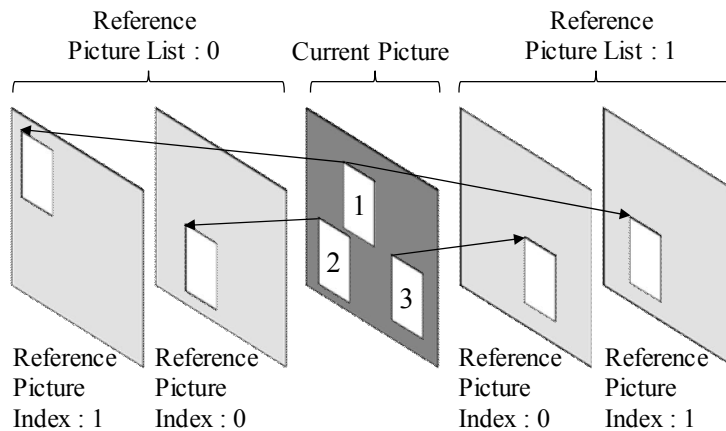 Reference
Picture List : 0
Current Picture
Reference
Picture List : 1
1
2
3
Reference
Picture
Index : 1
Reference
Picture
Index : 0
Reference
Picture
Index : 0
Reference
Picture
Index : 1